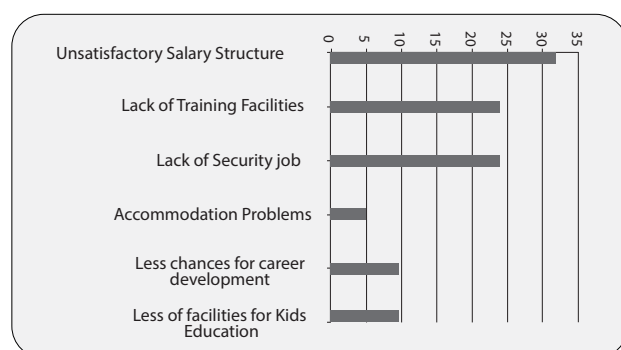 0 5 10 15 20 25 30 35
Unsatisfactory Salary Structure
Lack of Training Facilities
Lack of Security job
Accommodation Problems
Less chances for career
development
Less of facilities for Kids
Education